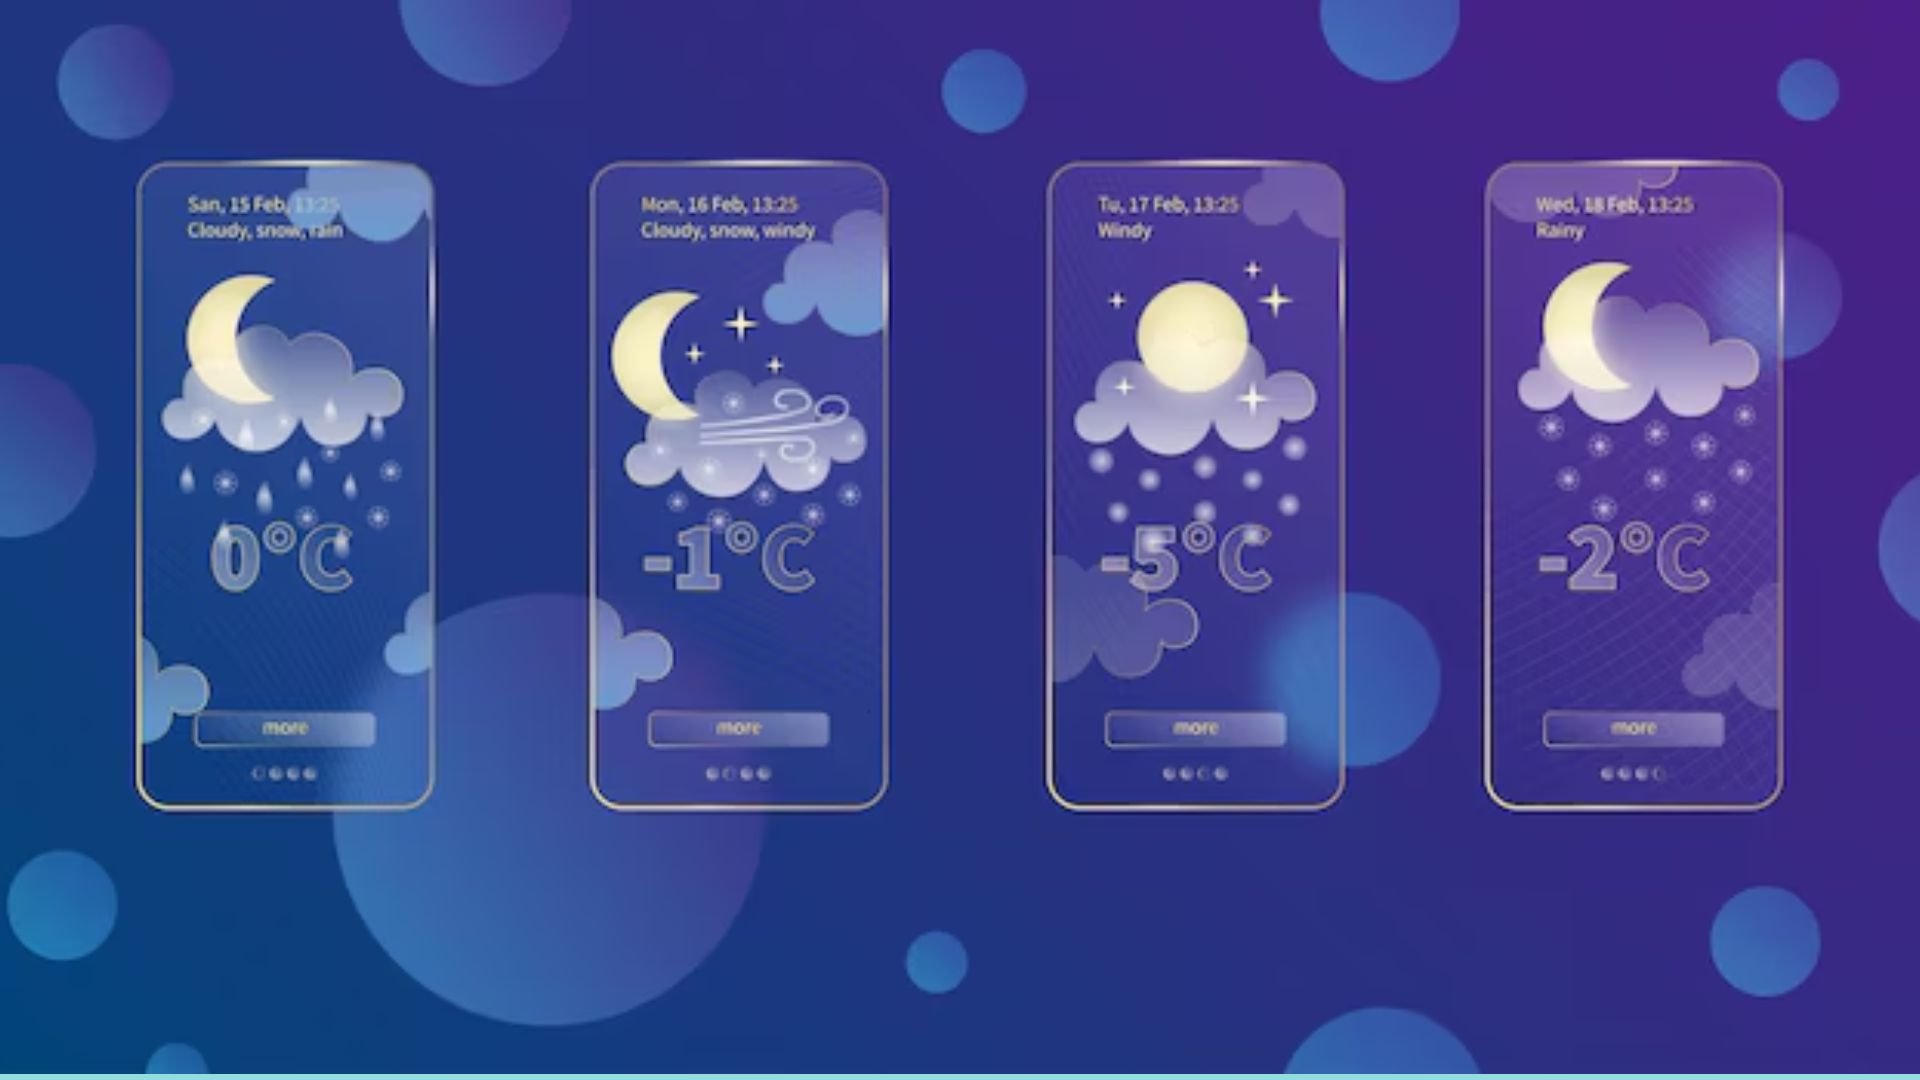 San, 15 Feb, 13:25
Cloudy, snow, rain
0°C
more
Mon, 16 Feb, 13:25
Cloudy, snow, windy
-1°C
more
Tu, 17 Feb, 13:25
Windy
-5°C
more
Wed, 18 Feb, 13:25
Rainy
-2°C
more